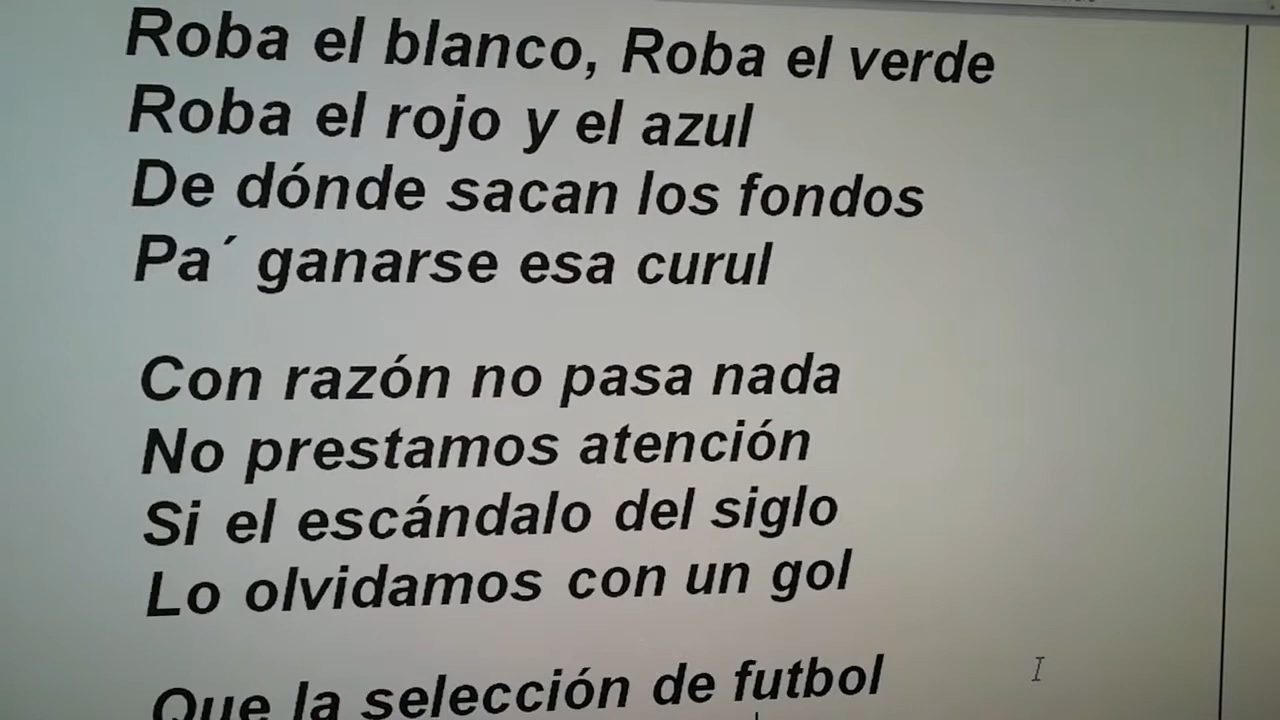 Roba el blanco, Roba el verde
Roba el rojo y el azul
De dónde sacan los fondos
Pa´ ganarse esa curul
Con razón no pasa nada
No prestamos atención
Si el escándalo del siglo
Lo olvidamos con un gol
Que la selección de futbol